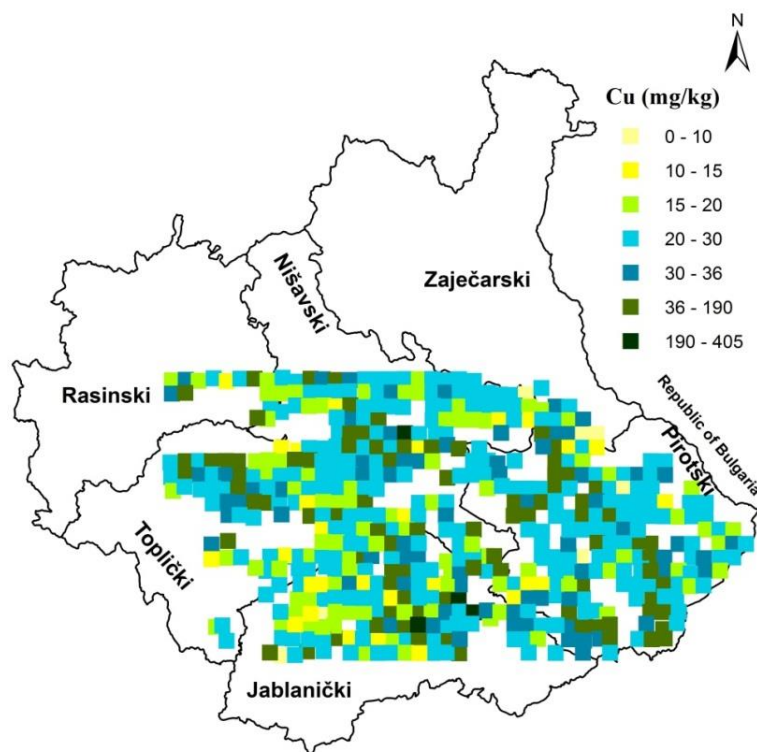 N
Cu (mg/kg)
0 - 10
10 - 15
15 - 20
20 - 30
30 - 36
36 - 190
190 - 405
Nišavski
Zaječarski
Rasinski
Republic of Bulgaria
Pirotski
Toplički
Jablanički